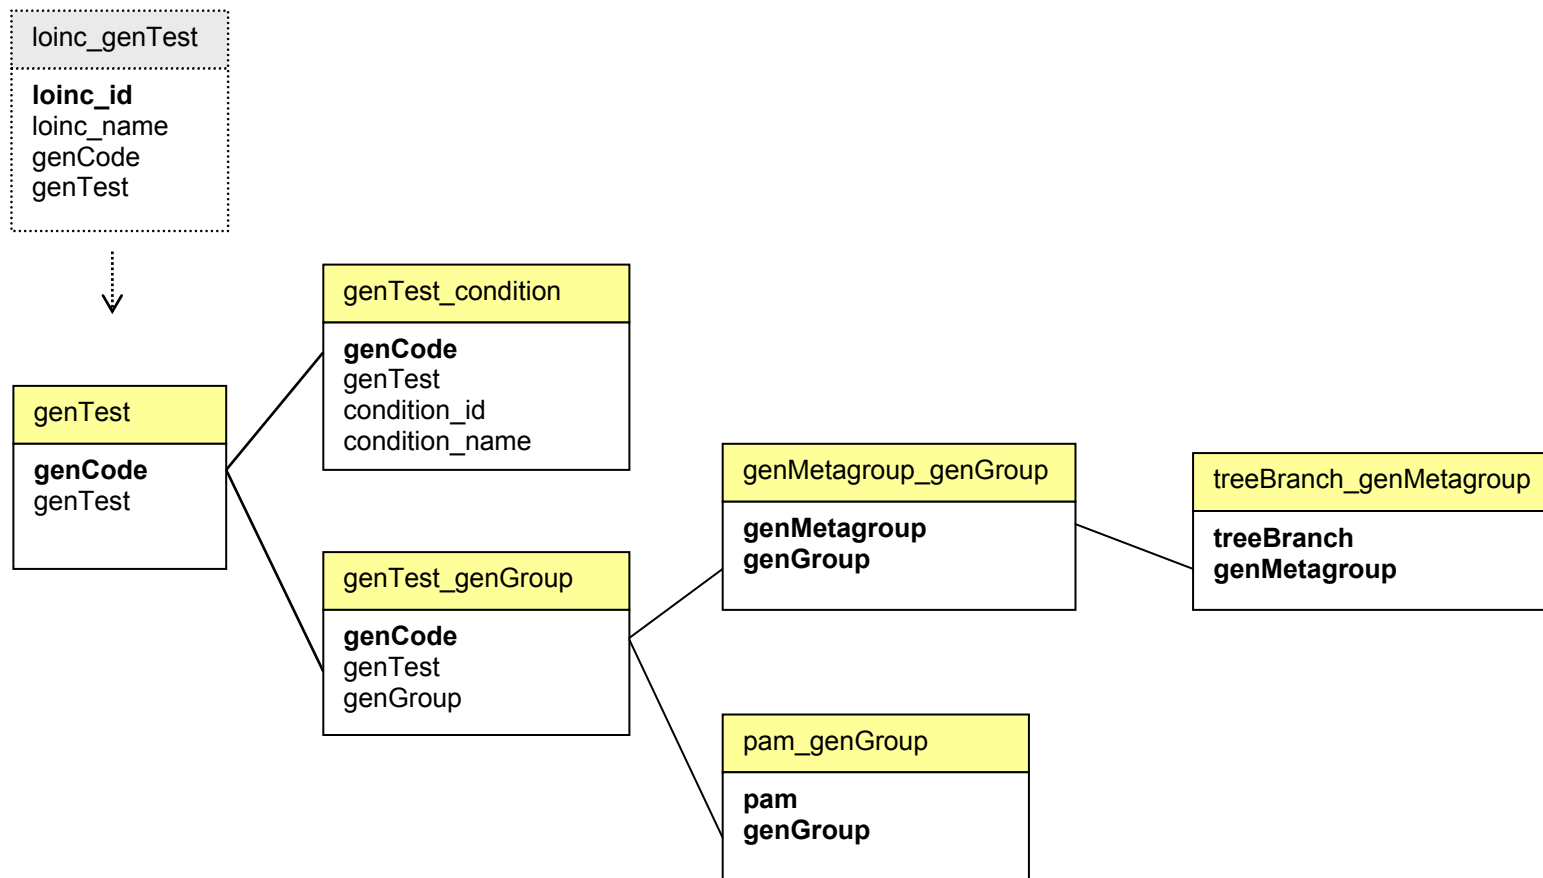 loinc_genTest
loinc_id
loinc_name
genCode
genTest
genTest_condition
genCode
genTest
condition_id
condition_name
genTest
genCode
genTest
genMetagroup_genGroup
genMetagroup
genGroup
treeBranch_genMetagroup
treeBranch
genMetagroup
genTest_genGroup
genCode
genTest
genGroup
pam_genGroup
pam
genGroup